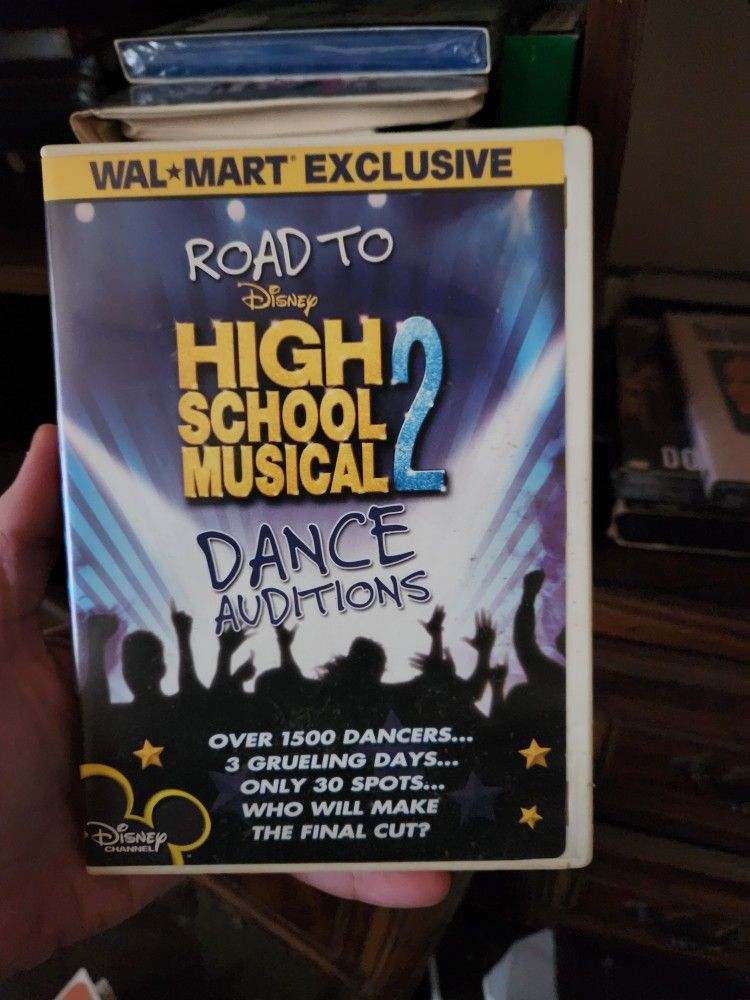 WAL★MART® EXCLUSIVE
ROAD TO
Disney
HIGH
SCHOOL
MUSICAL 2
DANCE
AUDITIONS
OVER 1500 DANCERS...
3 GRUELING DAYS...
ONLY 30 SPOTS...
WHO WILL MAKE
THE FINAL CUT?
Disney
CHANNEL